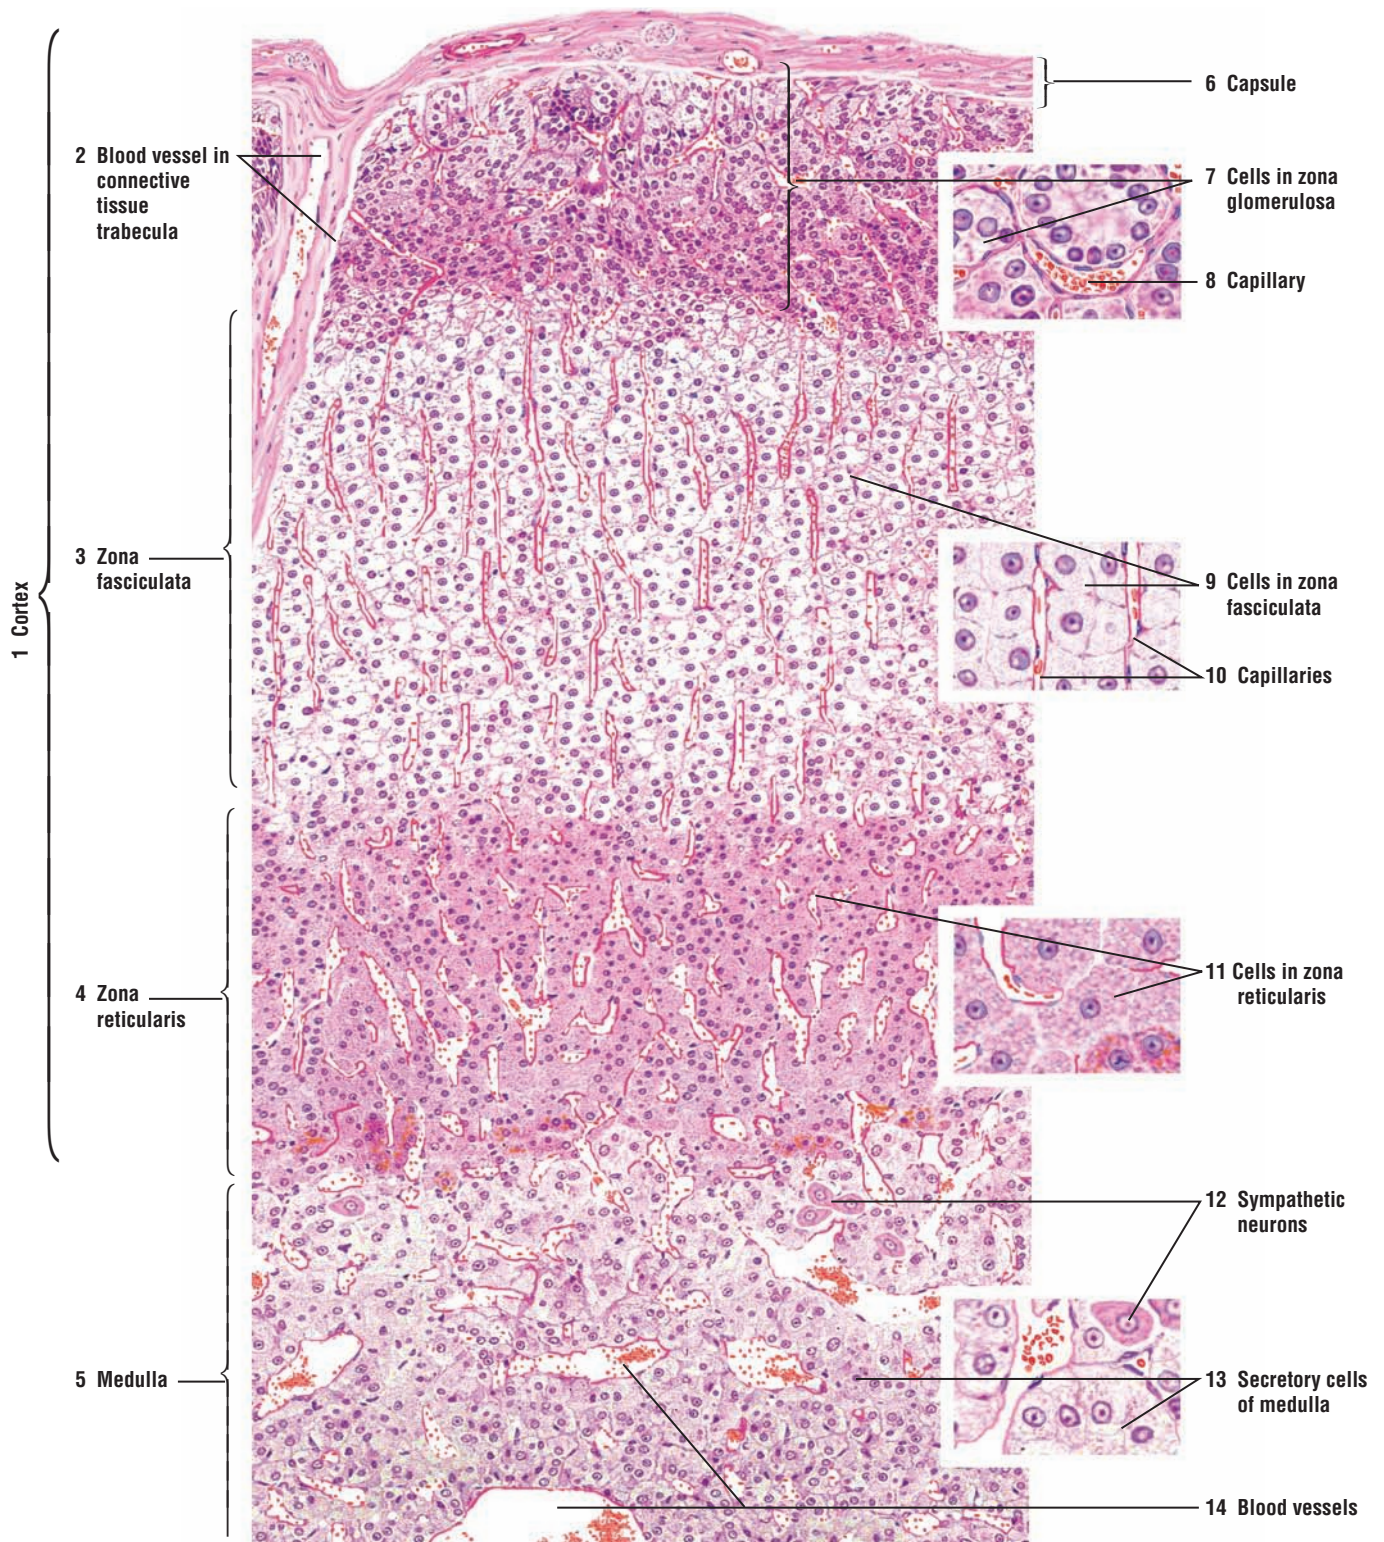 1 Cortex
2 Blood vessel in
connective
tissue
trabecula
3 Zona
fasciculata
4 Zona
reticularis
5 Medulla
6 Capsule
7 Cells in zona
glomerulosa
8 Capillary
9 Cells in zona
fasciculata
10 Capillaries
11 Cells in zona
reticularis
12 Sympathetic
neurons
13 Secretory cells
of medulla
14 Blood vessels